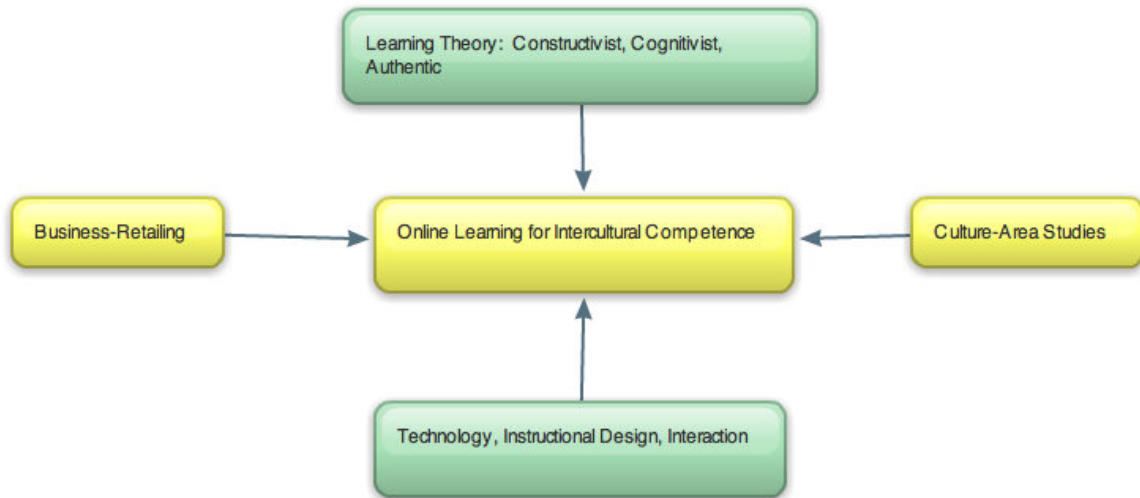 Learning Theory:  Constructivist, Cognitivist,
Authentic
Business-Retailing
Online Learning for Intercultural Competence
Culture-Area Studies
Technology, Instructional Design, Interaction